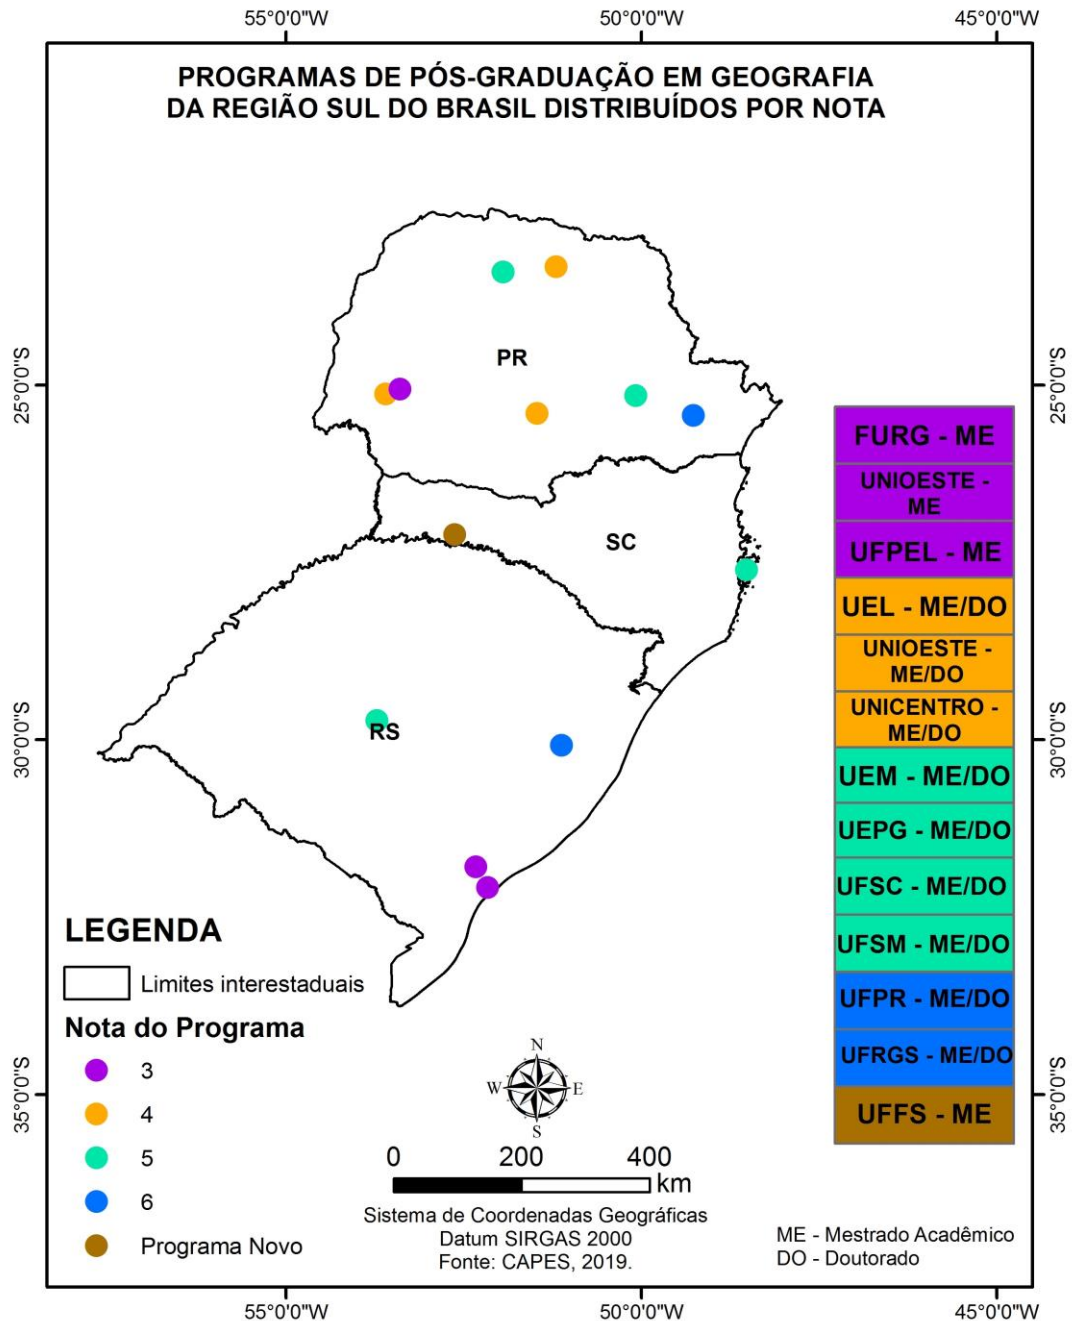 55°0'0"W
50°0'0"W
45°0'0"W
PROGRAMAS DE PÓS-GRADUAÇÃO EM GEOGRAFIA
DA REGIÃO SUL DO BRASIL DISTRIBUÍDOS POR NOTA
25°0'0"S
25°0'0"S
PR
SC
RS
30°0'0"S
30°0'0"S
FURG - ME
UNIOESTE -
ME
UFPEL - ME
UEL - ME/DO
UNIOESTE -
ME/DO
UNICENTRO -
ME/DO
UEM - ME/DO
UEPG - ME/DO
UFSC - ME/DO
UFSM - ME/DO
UFPR - ME/DO
UFRGS - ME/DO
UFFS - ME
LEGENDA
Limites interestaduais
Nota do Programa
3
4
5
6
Programa Novo
35°0'0"S
35°0'0"S
N
W
E
S
0
200
400
km
Sistema de Coordenadas Geográficas
Datum SIRGAS 2000
Fonte: CAPES, 2019.
ME - Mestrado Acadêmico
DO - Doutorado
55°0'0"W
50°0'0"W
45°0'0"W